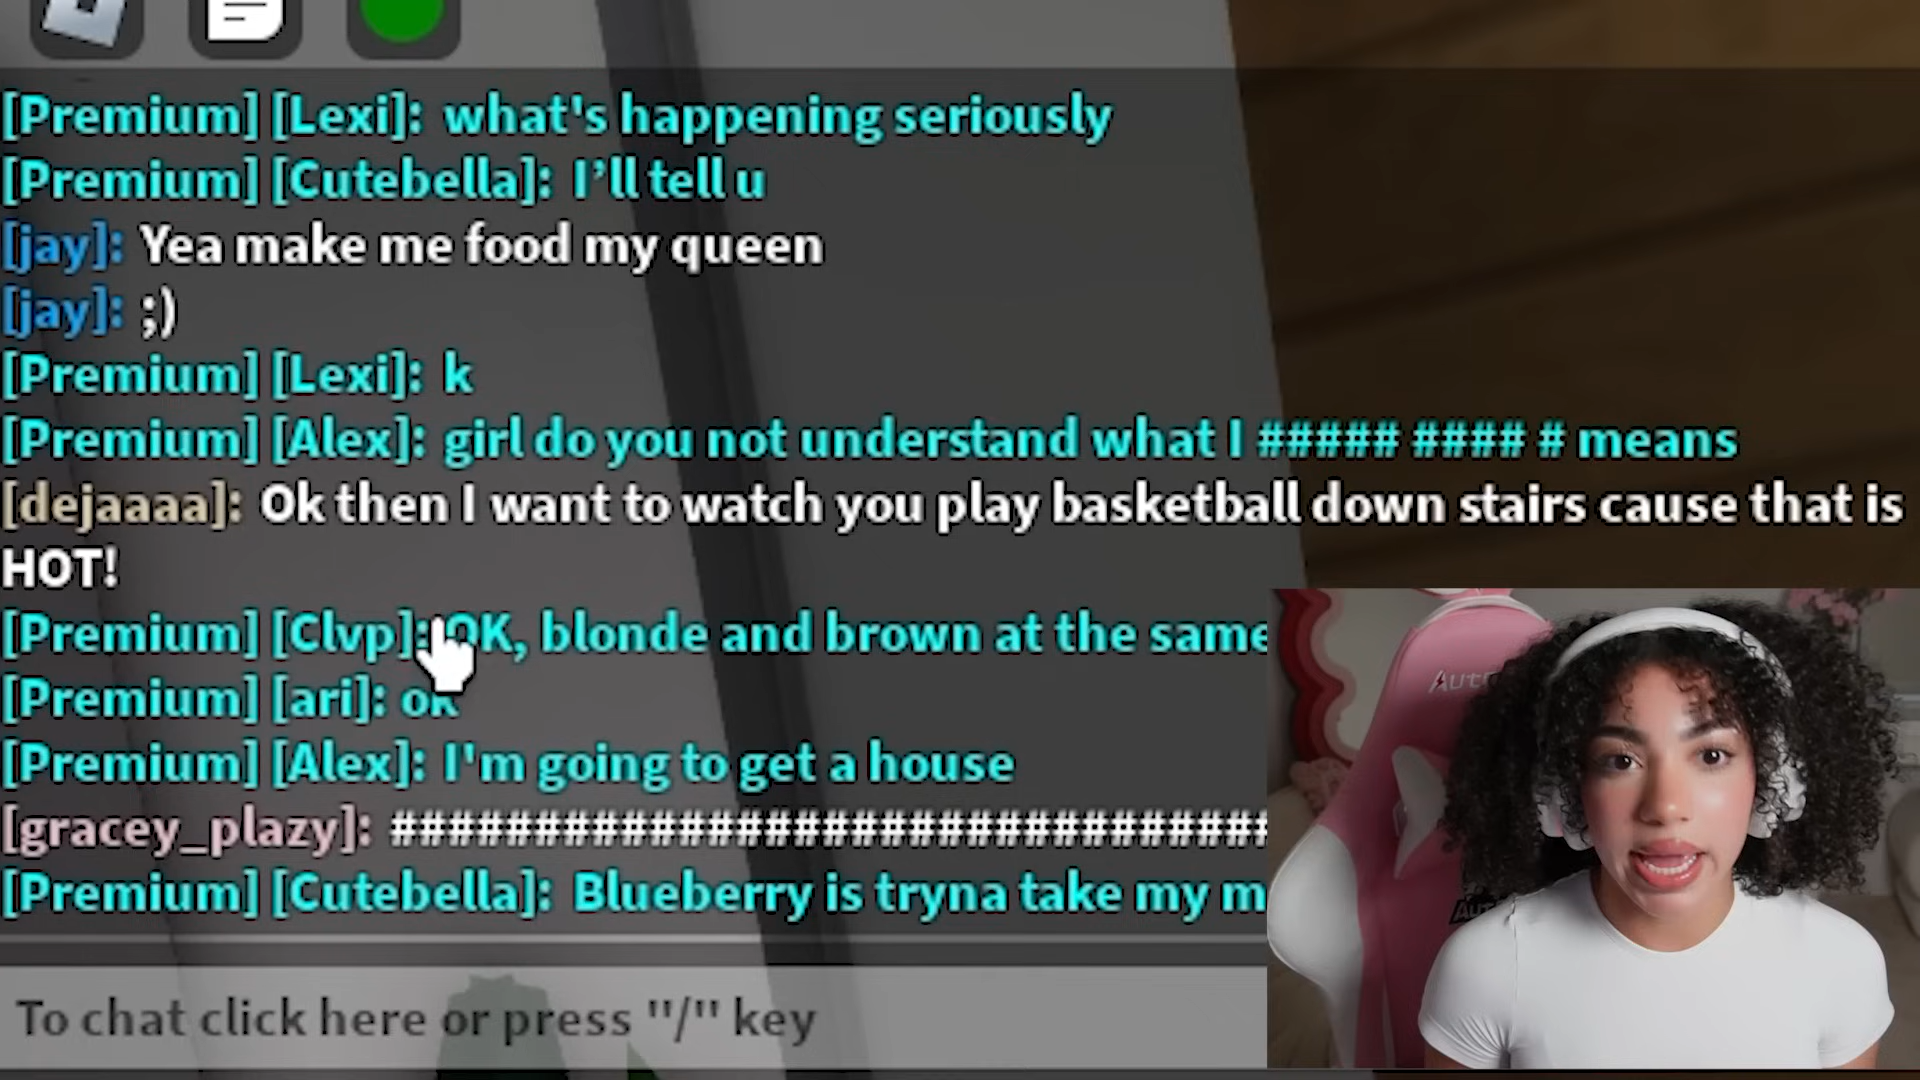 [Premium] [Lexi]: what's happening seriously
[Premium] [Cutebella]: I’ll tell u
[jay]: Yea make me food my queen
[jay]: ;)
[Premium] [Lexi]: k
[Premium] [Alex]: girl do you not understand what I ##### #### # means
[dejaaaa]: Ok then I want to watch you play basketball down stairs cause that is
HOT!
[Premium] [Clvp]: OK, blonde and brown at the same
[Premium] [ari]: ok
[Premium] [Alex]: I'm going to get a house
[gracey_plazy]: ##############################
[Premium] [Cutebella]: Blueberry is tryna take my m
To chat click here or press "/" key